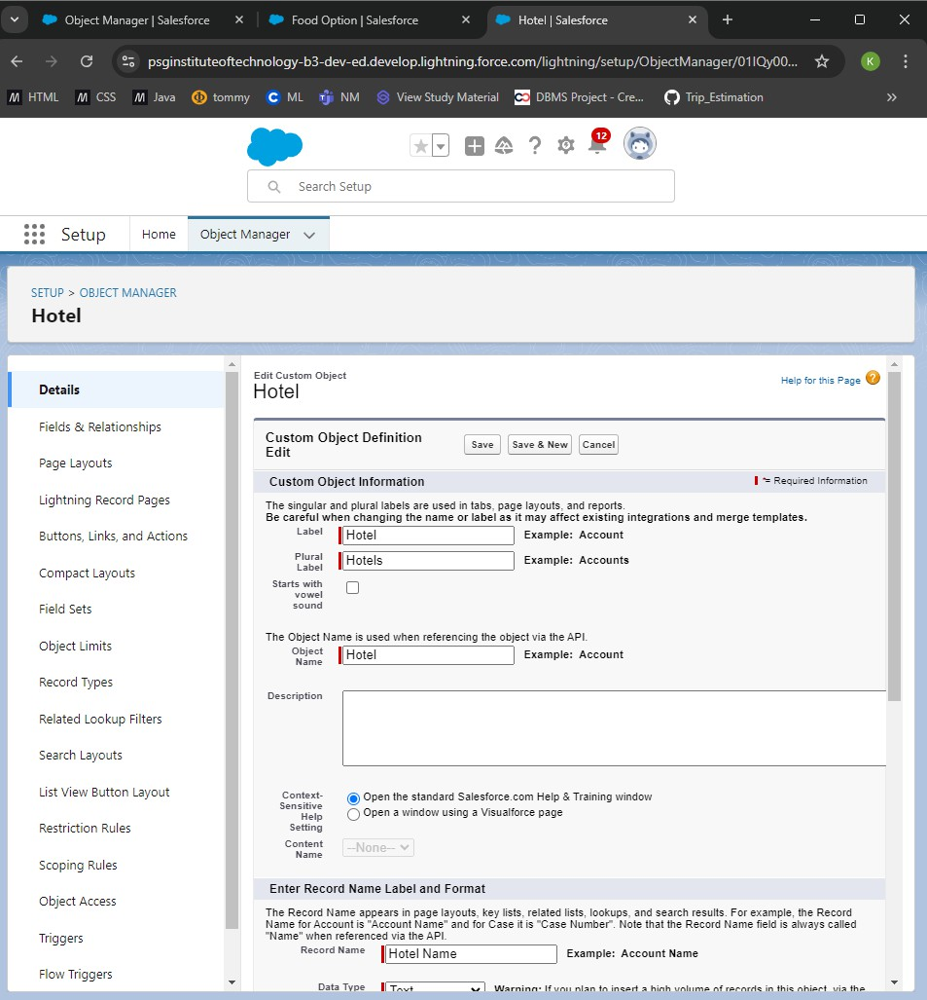 Object Manager | Salesforce
Food Option | Salesforce
Hotel | Salesforce
psginstituteoftechnology-b3-dev-ed.develop.lightning.force.com/lightning/setup/ObjectManager/01IQy00...
K
HTML
CSS
Java
tommy
ML
NM
View Study Material
DBMS Project - Cre...
Trip_Estimation
12
Search Setup
Setup
Home
Object Manager
SETUP > OBJECT MANAGER
Hotel
Details
Fields & Relationships
Page Layouts
Lightning Record Pages
Buttons, Links, and Actions
Compact Layouts
Field Sets
Object Limits
Record Types
Related Lookup Filters
Search Layouts
List View Button Layout
Restriction Rules
Scoping Rules
Object Access
Triggers
Flow Triggers
Edit Custom Object
Hotel
Help for this Page
Custom Object Definition
Edit
Save
Save & New
Cancel
Custom Object Information
= Required Information
The singular and plural labels are used in tabs, page layouts, and reports.
Be careful when changing the name or label as it may affect existing integrations and merge templates.
Label
Hotel
Example: Account
Plural
Label
Hotels
Example: Accounts
Starts with
vowel
sound
The Object Name is used when referencing the object via the API.
Object
Name
Hotel
Example: Account
Description
Context-
Sensitive
Help
Setting
Open the standard Salesforce.com Help & Training window
Open a window using a Visualforce page
Content
Name
--None--
Enter Record Name Label and Format
The Record Name appears in page layouts, key lists, related lists, lookups, and search results. For example, the Record
Name for Account is "Account Name" and for Case it is "Case Number". Note that the Record Name field is always called
"Name" when referenced via the API.
Record Name
Hotel Name
Example: Account Name
Data Type
Text
Warning: If you plan to insert a high volume of records in this object, via the